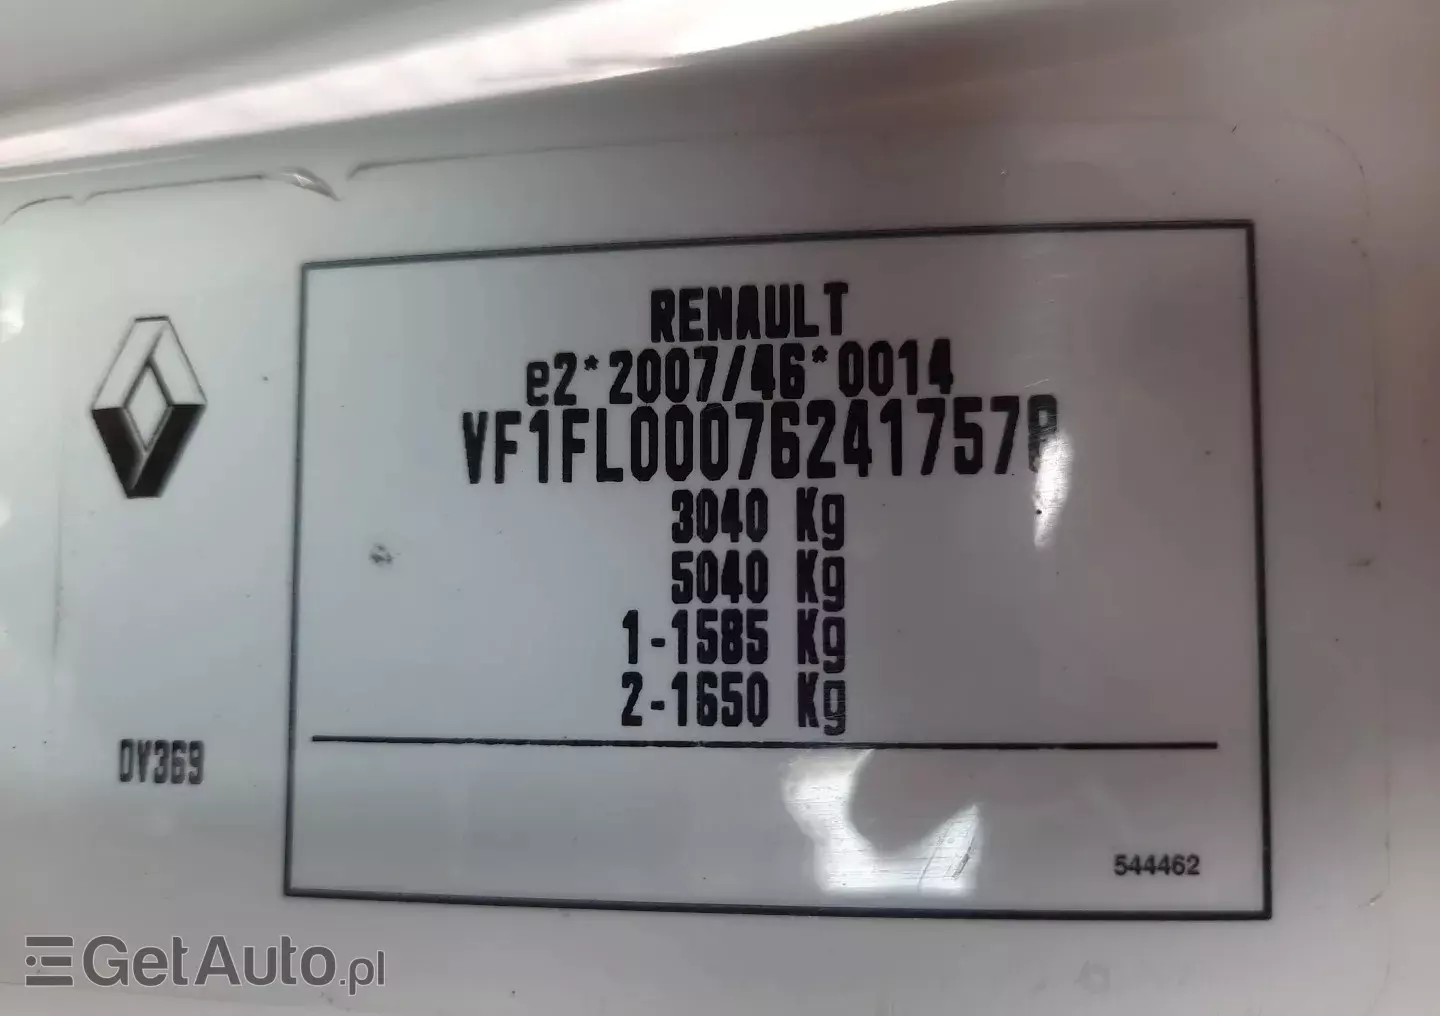 RENAULT
e2*2007/46*0014
3040 Kg
5040 Kg
1-1585 Kg
2-1650 Kg
DV369
544462
GetAuto.pl